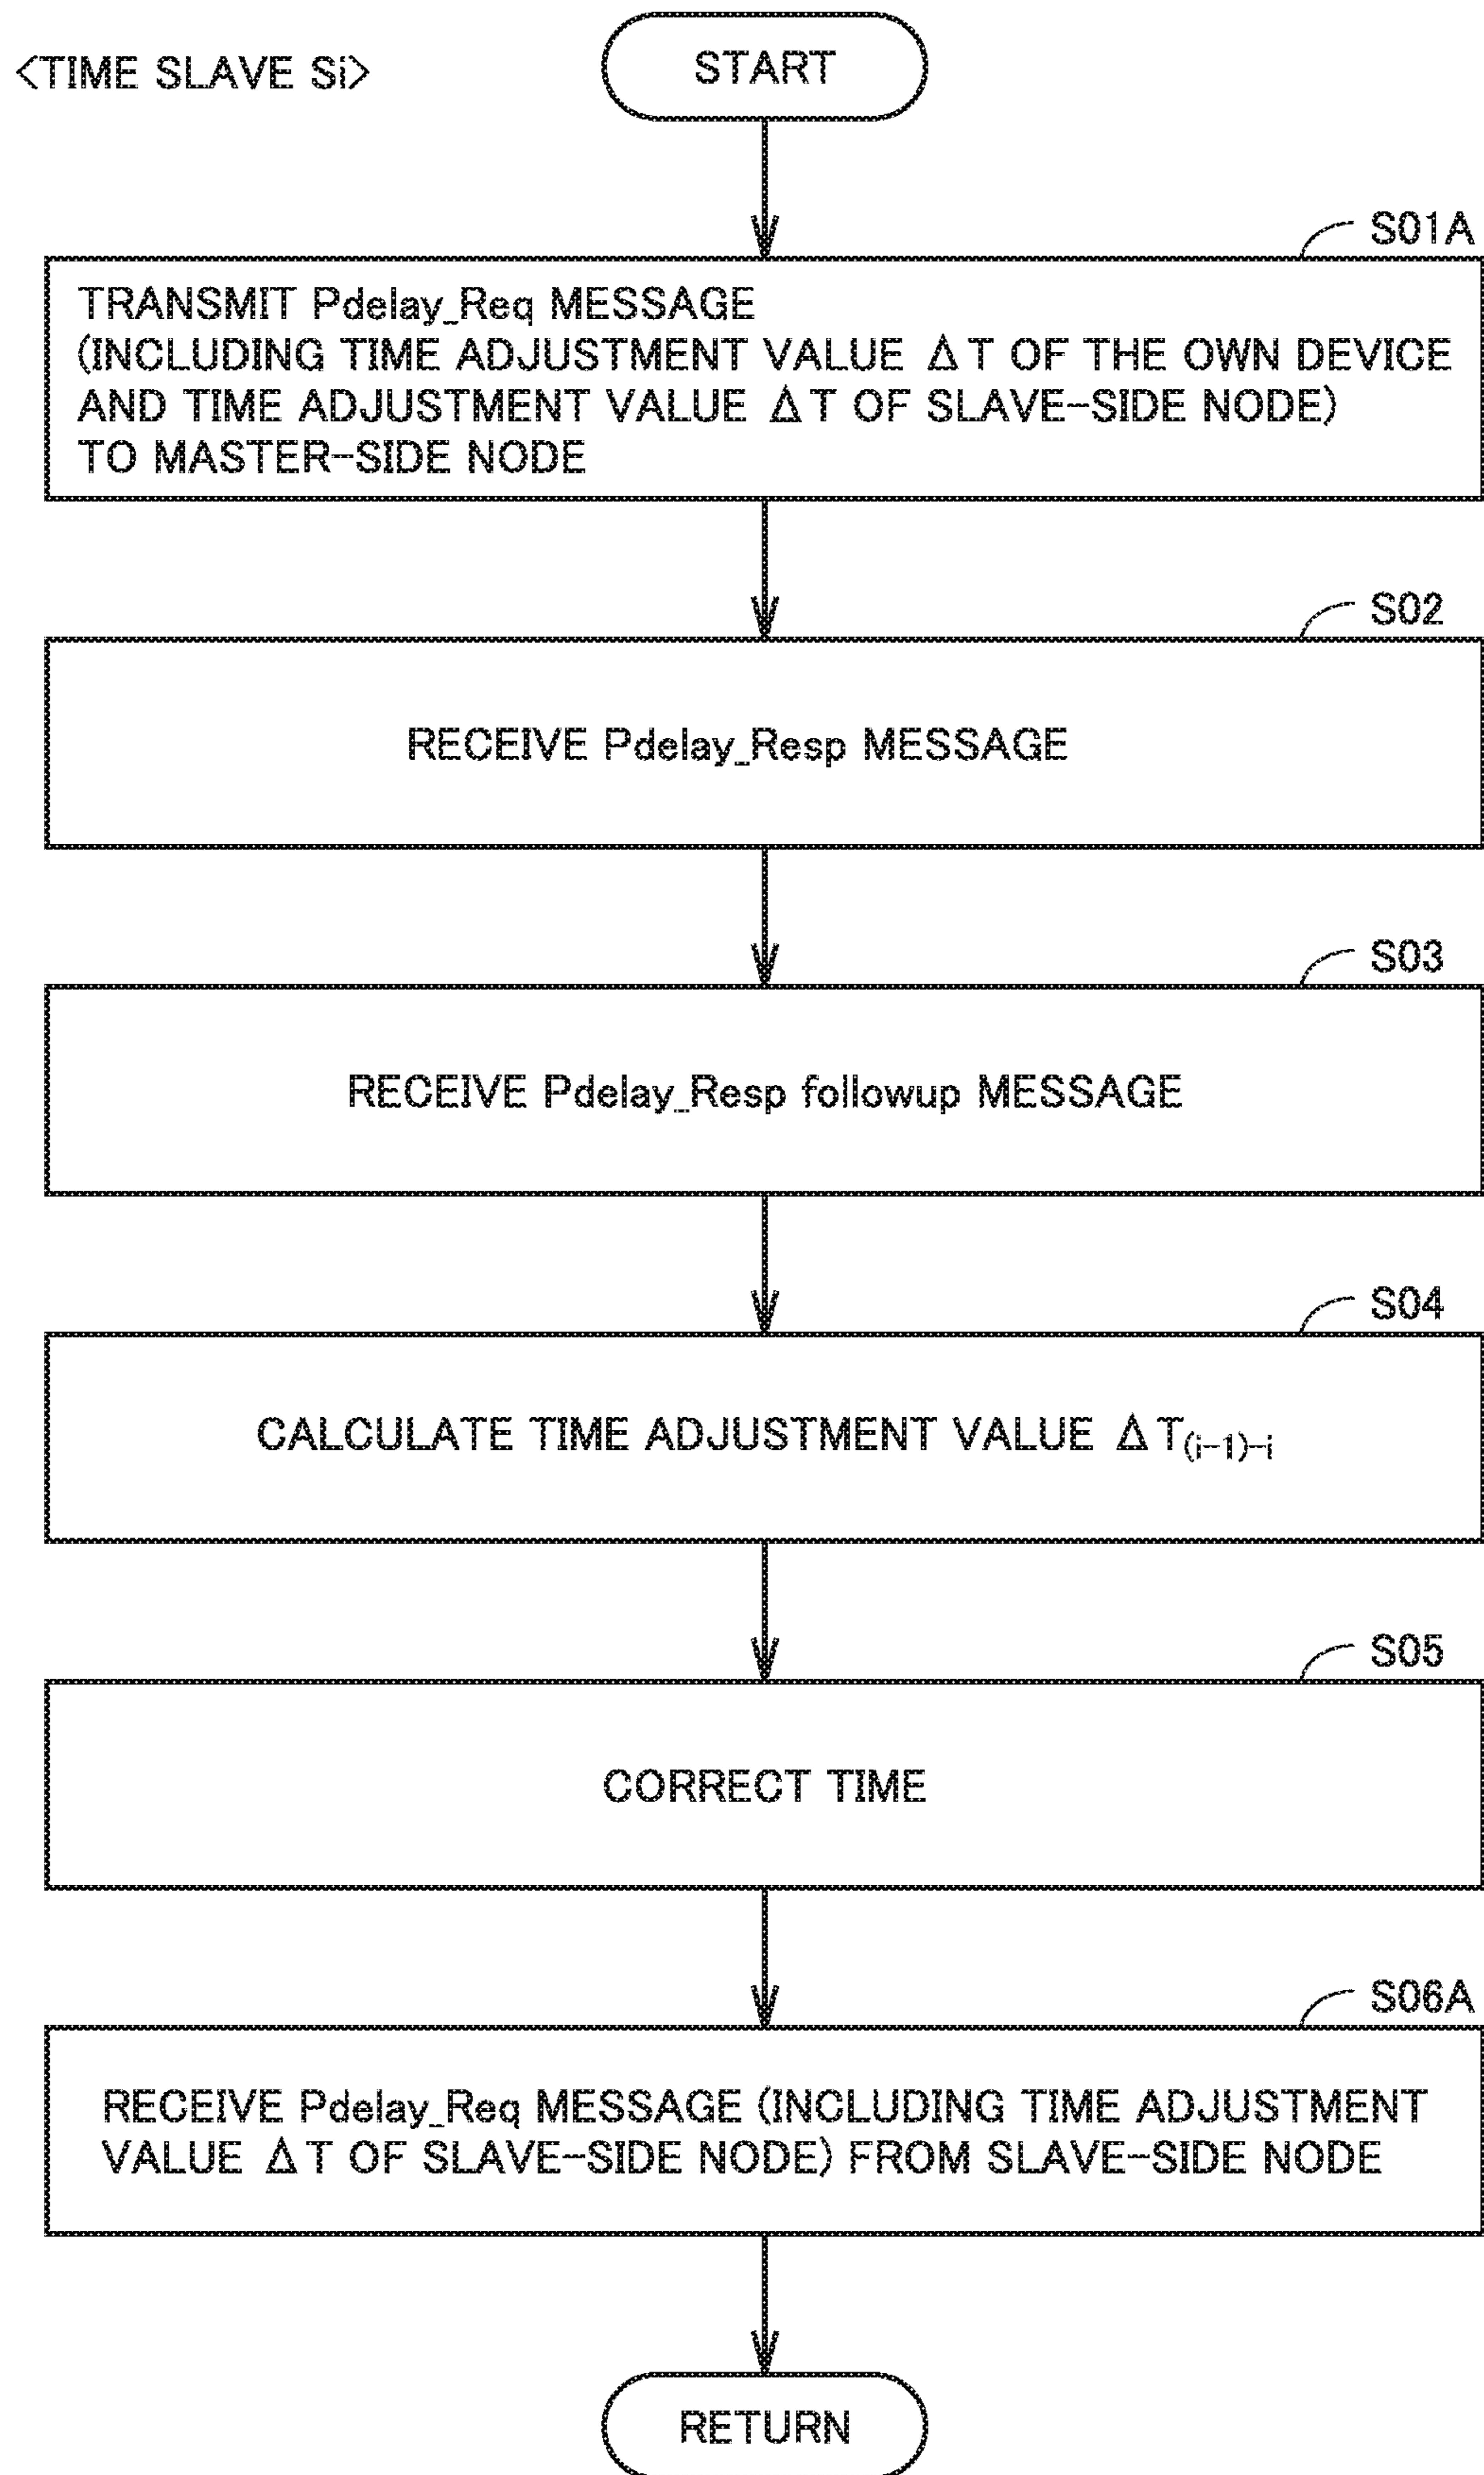 <TIME SLAVE Si>
START
S01A
TRANSMIT Pdelay_Req MESSAGE
(INCLUDING TIME ADJUSTMENT VALUE ΔT OF THE OWN DEVICE
AND TIME ADJUSTMENT VALUE ΔT OF SLAVE-SIDE NODE)
TO MASTER-SIDE NODE
S02
RECEIVE Pdelay_Resp MESSAGE
S03
RECEIVE Pdelay_Resp followup MESSAGE
S04
CALCULATE TIME ADJUSTMENT VALUE ΔT(i-1)-i
S05
CORRECT TIME
S06A
RECEIVE Pdelay_Req MESSAGE (INCLUDING TIME ADJUSTMENT
VALUE ΔT OF SLAVE-SIDE NODE) FROM SLAVE-SIDE NODE
RETURN